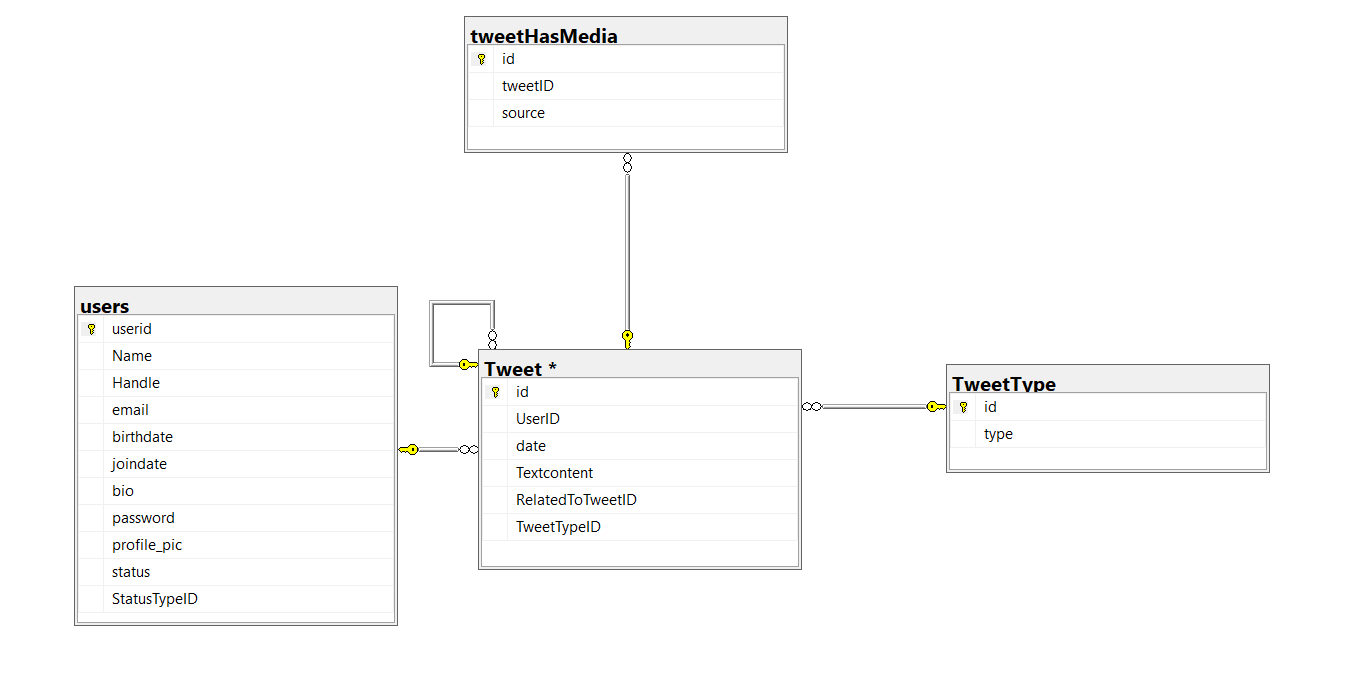 tweetHasMedia
id
tweetID
source
users
userid
Name
Handle
email
birthdate
joindate
bio
password
profile_pic
status
StatusTypeID
Tweet *
id
UserID
date
Textcontent
RelatedToTweetID
TweetTypeID
TweetType
id
type